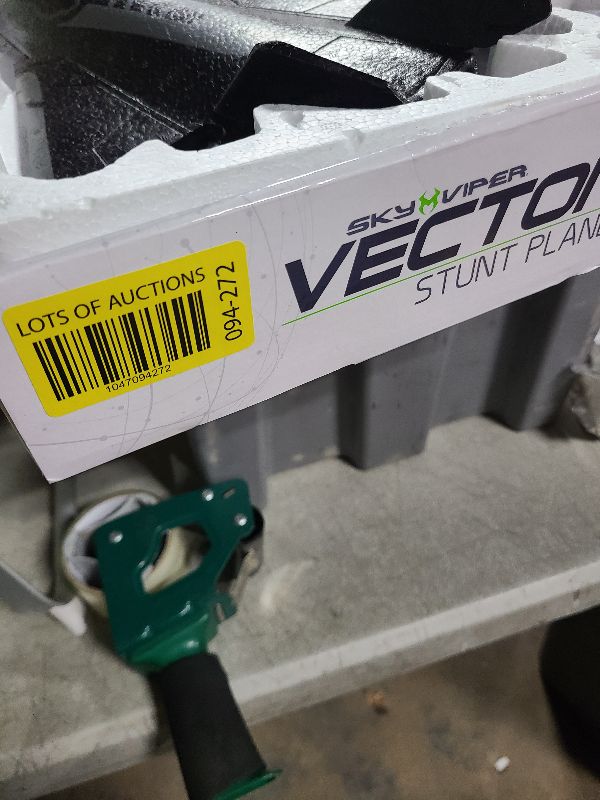 SKY VIPER
VECTOR
STUNT PLANE
LOTS OF AUCTIONS
094-272
1047094272